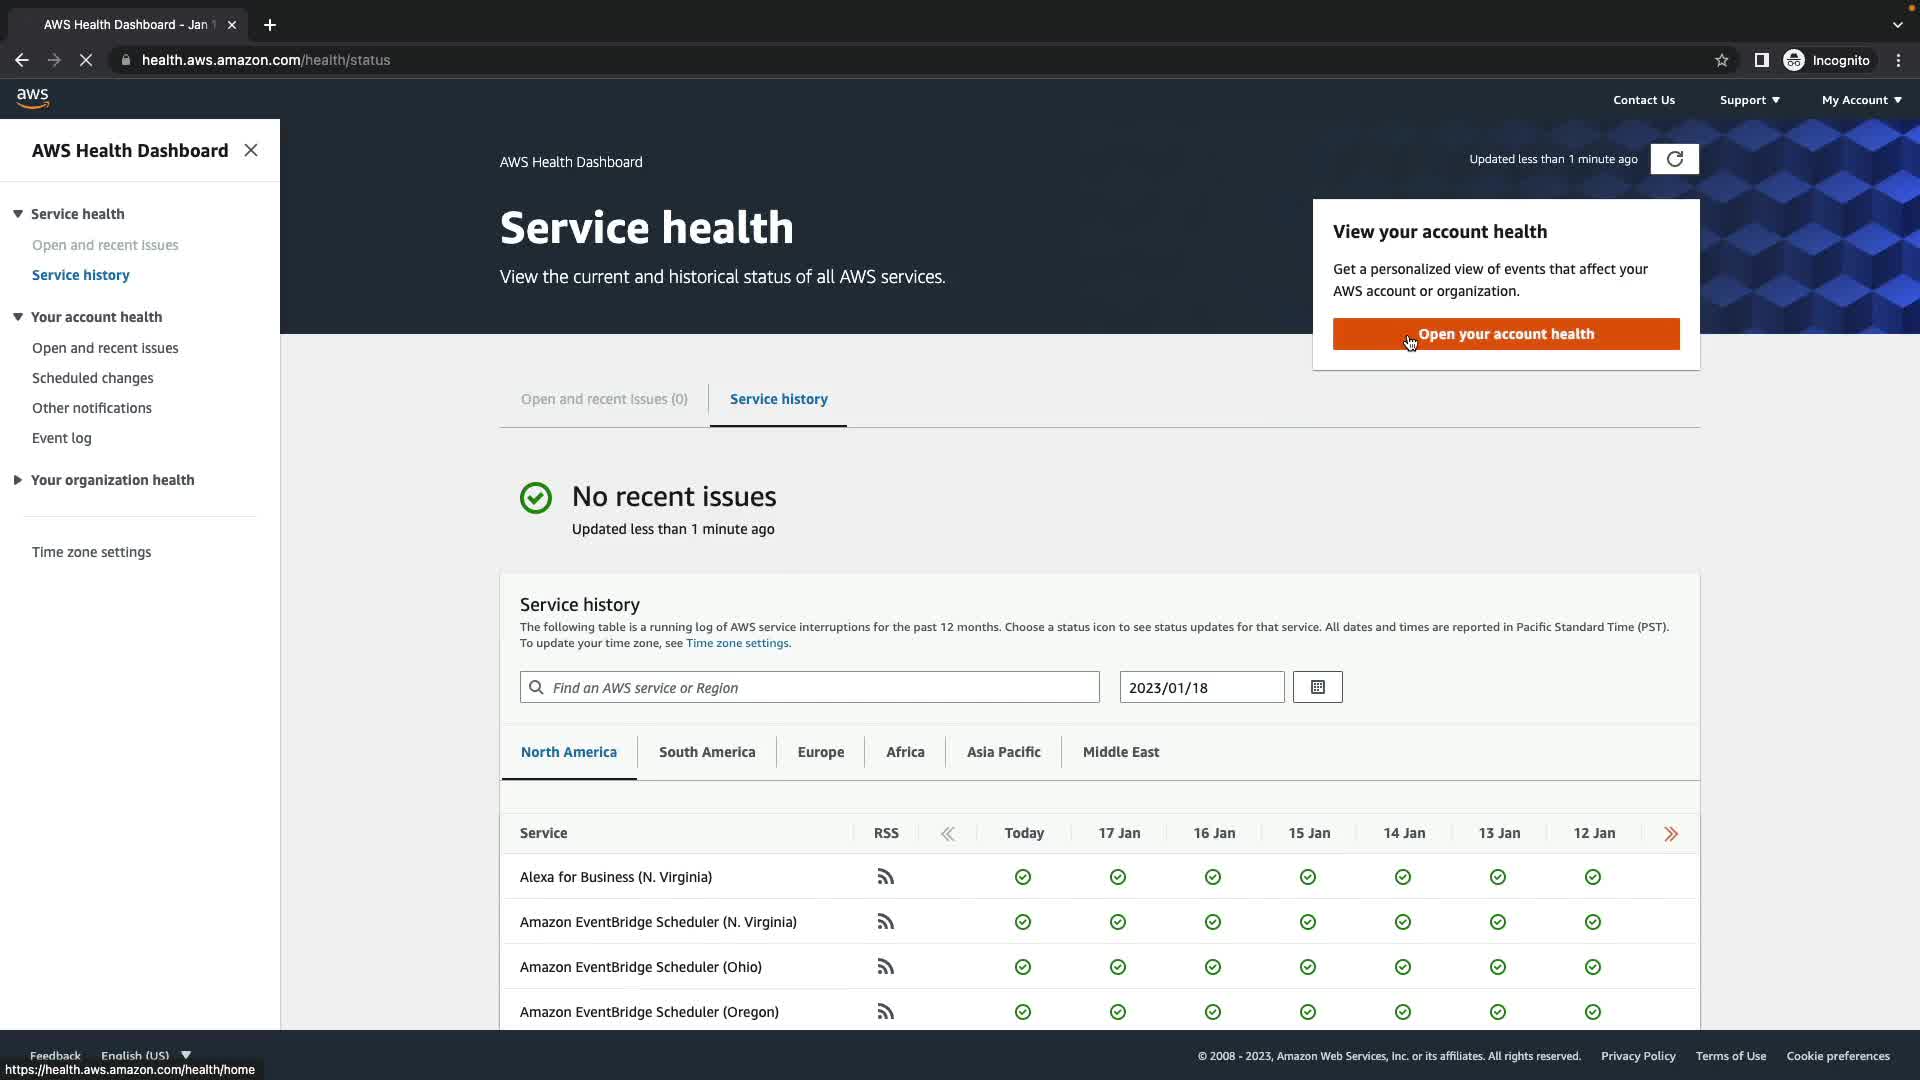 AWS Health Dashboard - Jan 1
health.aws.amazon.com/health/status
Incognito
aws
Contact Us
Support
My Account
AWS Health Dashboard
Service health
Open and recent issues
Service history
Your account health
Open and recent issues
Scheduled changes
Other notifications
Event log
Your organization health
Time zone settings
AWS Health Dashboard
Updated less than 1 minute ago
Service health
View the current and historical status of all AWS services.
View your account health
Get a personalized view of events that affect your
AWS account or organization.
Open your account health
Open and recent issues (0)
Service history
No recent issues
Updated less than 1 minute ago
Service history
The following table is a running log of AWS service interruptions for the past 12 months. Choose a status icon to see status updates for that service. All dates and times are reported in Pacific Standard Time (PST).
To update your time zone, see Time zone settings.
Find an AWS service or Region
2023/01/18
North America
South America
Europe
Africa
Asia Pacific
Middle East
Service RSS Today 17 Jan 16 Jan 15 Jan 14 Jan 13 Jan 12 Jan
Alexa for Business (N. Virginia)
Amazon EventBridge Scheduler (N. Virginia)
Amazon EventBridge Scheduler (Ohio)
Amazon EventBridge Scheduler (Oregon)
Feedback
English (US)
© 2008 - 2023, Amazon Web Services, Inc. or its affiliates. All rights reserved.
Privacy Policy
Terms of Use
Cookie preferences
https://health.aws.amazon.com/health/home